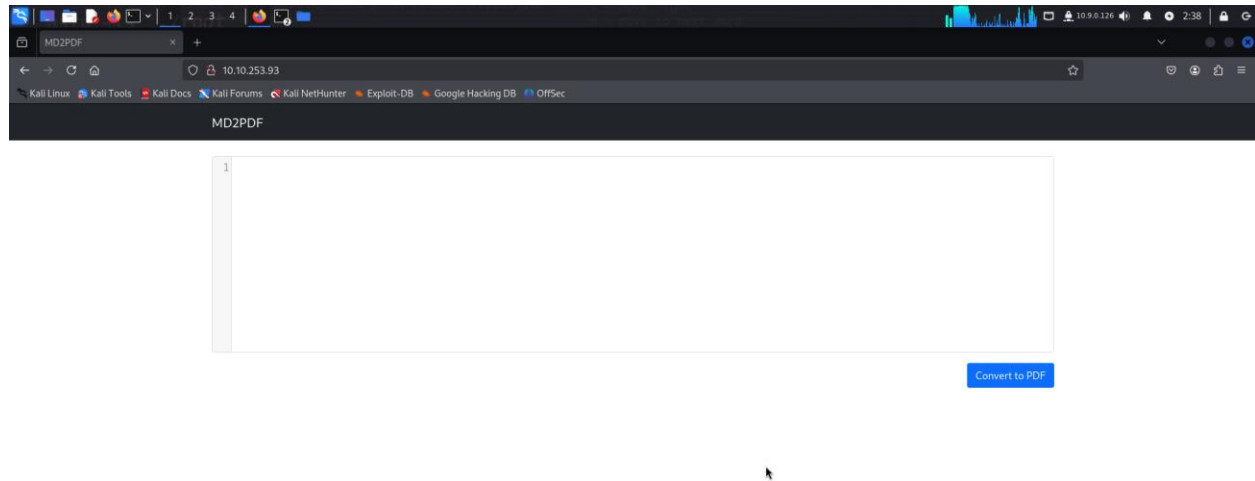 1 2 3 4 10.9.0.126 2:38
MD2PDF
10.10.253.93
Kali Linux Kali Tools Kali Docs Kali Forums Kali NetHunter Exploit-DB Google Hacking DB OffSec
MD2PDF
1
Convert to PDF